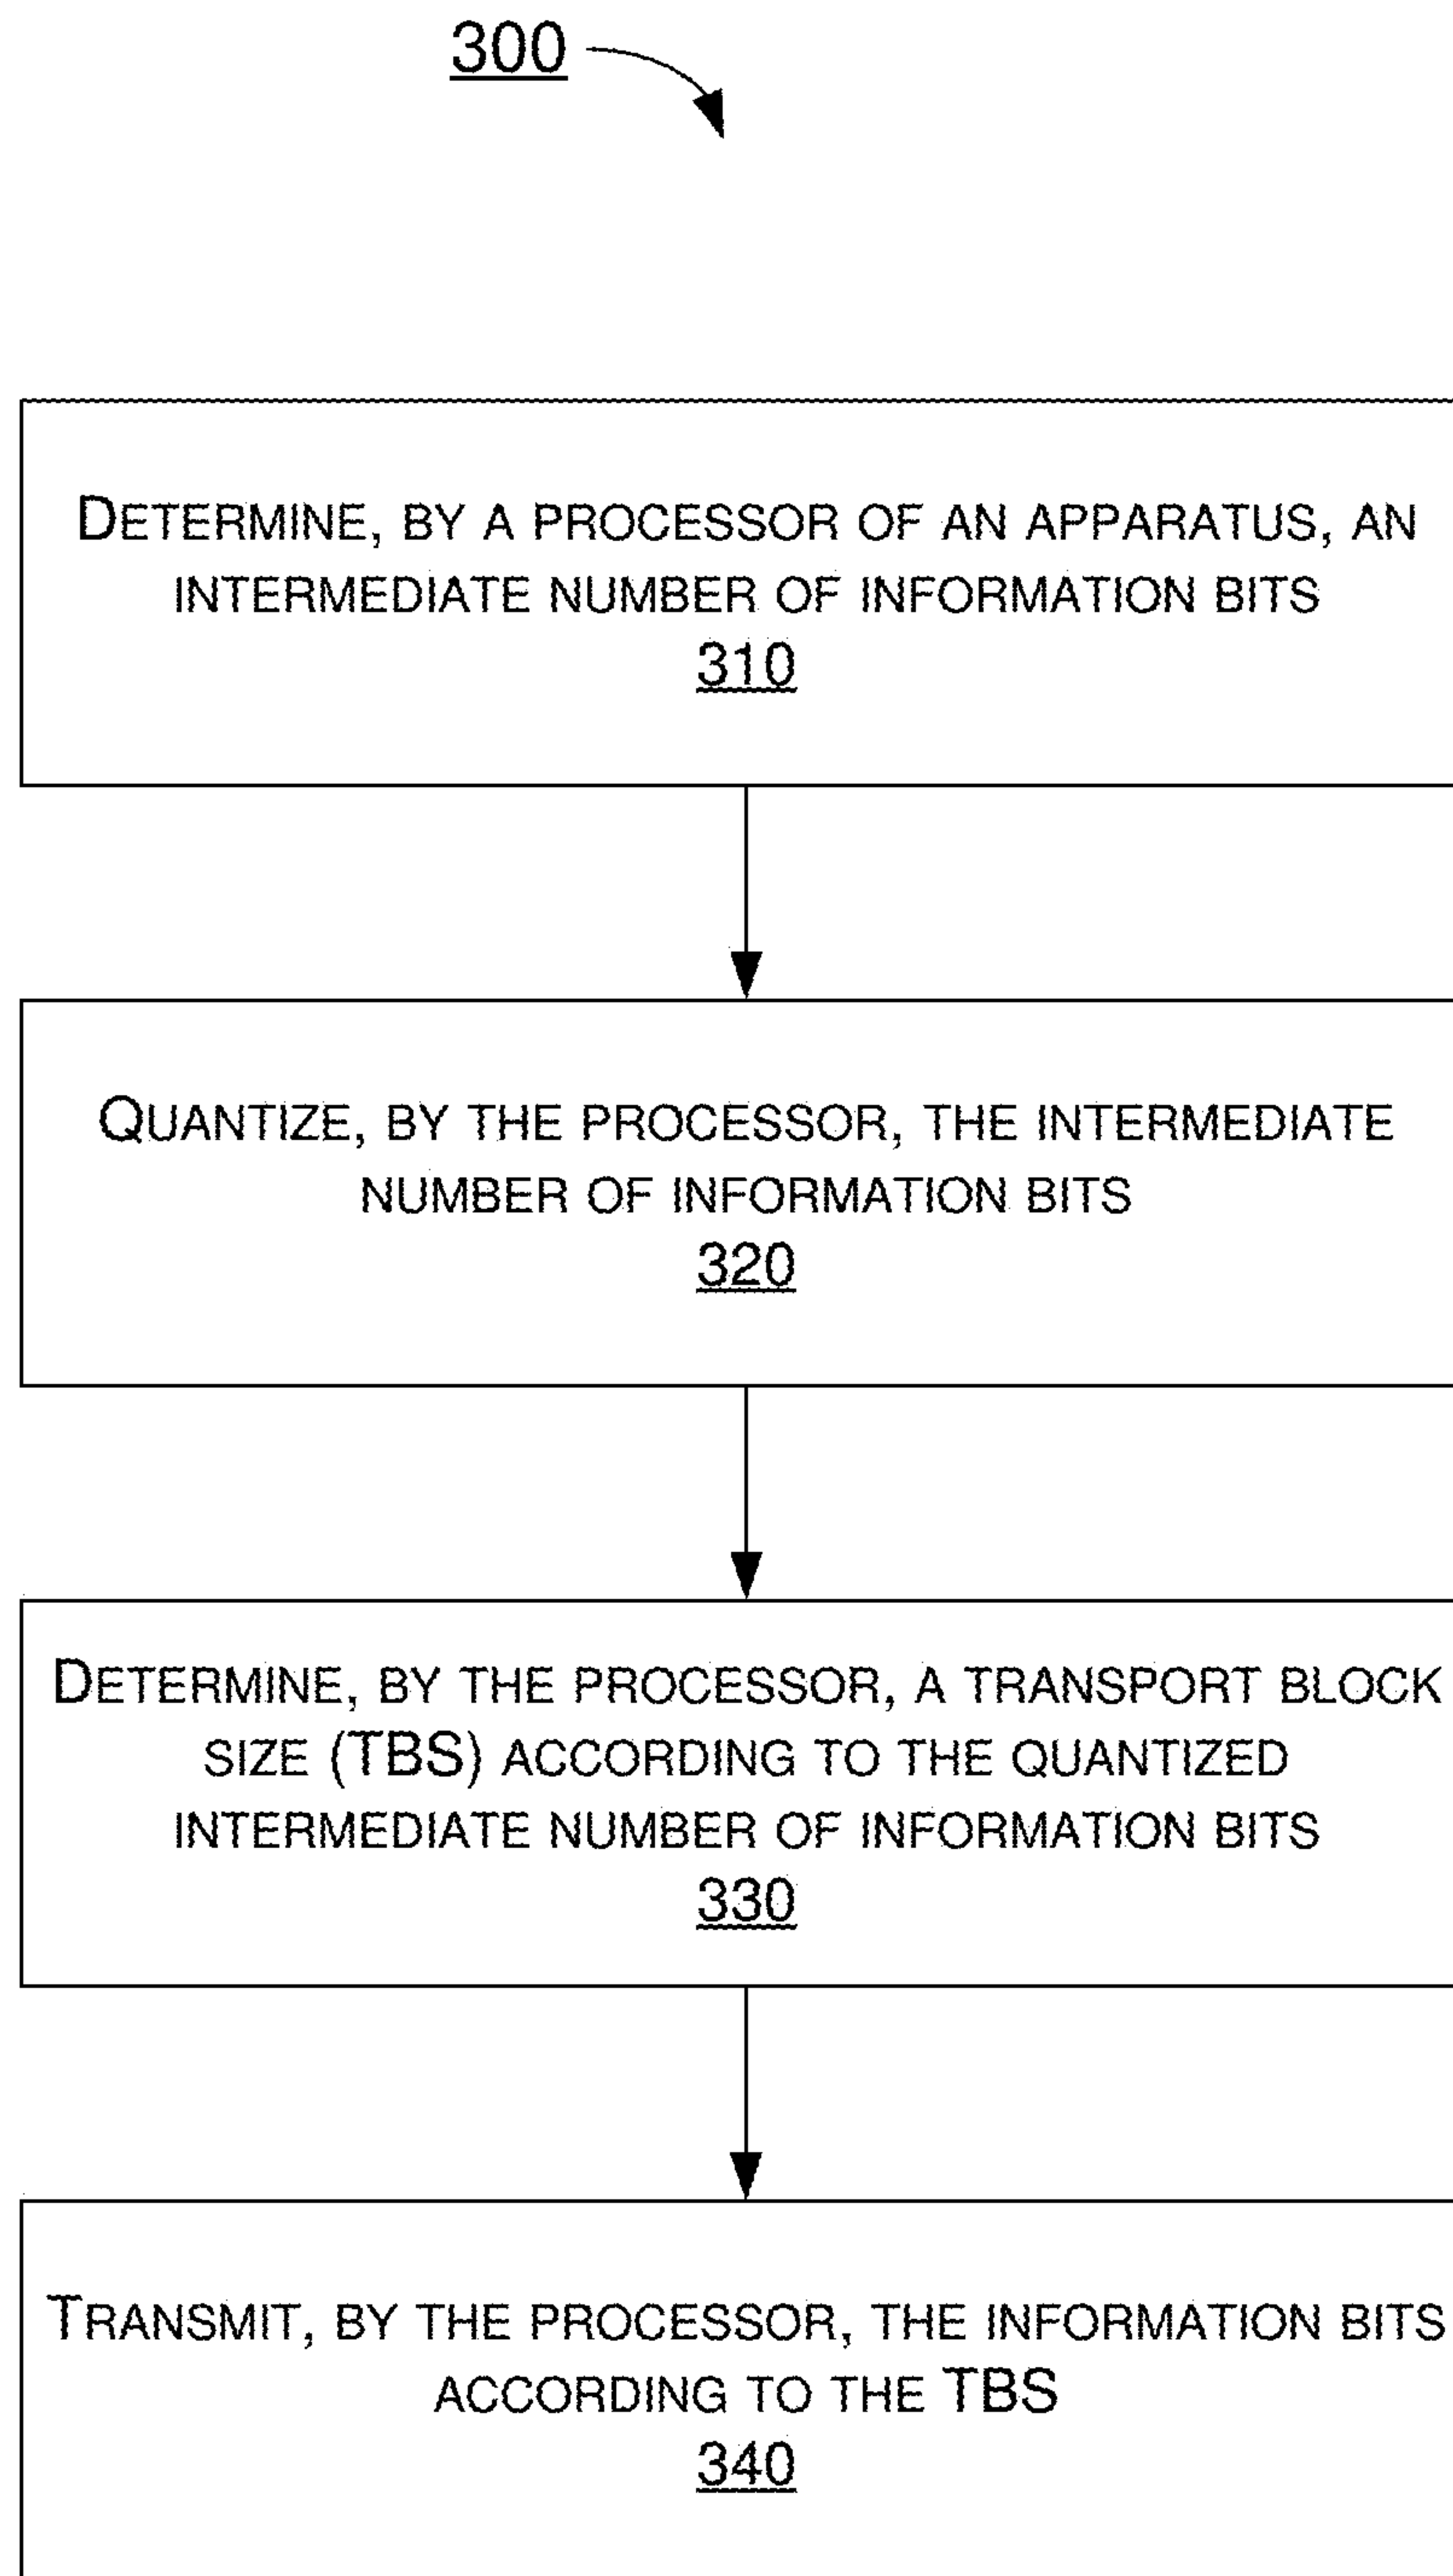 300
DETERMINE, BY A PROCESSOR OF AN APPARATUS, AN
INTERMEDIATE NUMBER OF INFORMATION BITS
310
QUANTIZE, BY THE PROCESSOR, THE INTERMEDIATE
NUMBER OF INFORMATION BITS
320
DETERMINE, BY THE PROCESSOR, A TRANSPORT BLOCK
SIZE (TBS) ACCORDING TO THE QUANTIZED
INTERMEDIATE NUMBER OF INFORMATION BITS
330
TRANSMIT, BY THE PROCESSOR, THE INFORMATION BITS
ACCORDING TO THE TBS
340